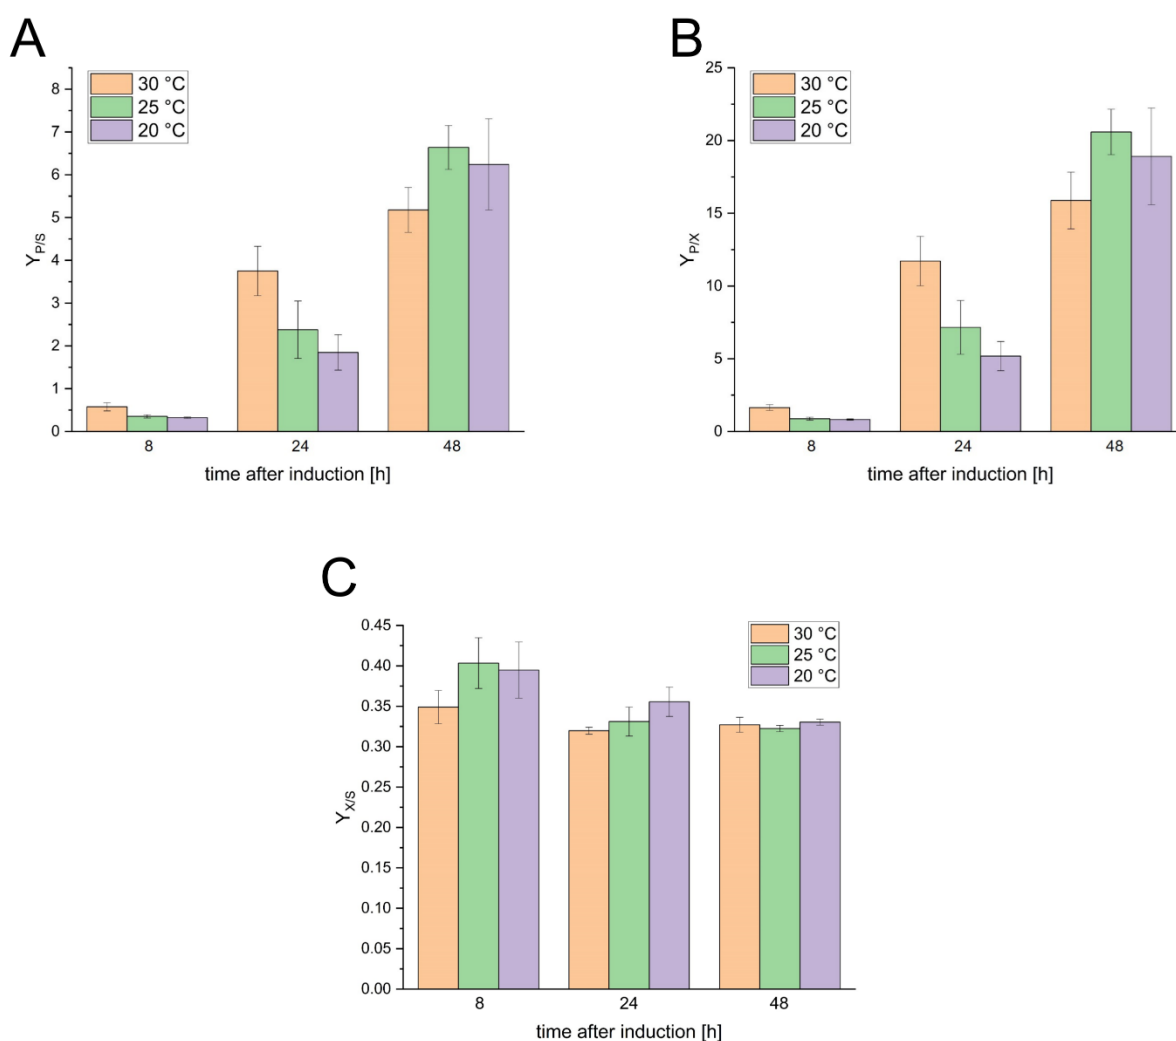 A
30 °C
25 °C
20 °C
8
7
6
5
4
3
2
1
0
Y_P/S
8 24 48
time after induction [h]
B
30 °C
25 °C
20 °C
25
20
15
10
5
0
Y_P/X
8 24 48
time after induction [h]
C
30 °C
25 °C
20 °C
0.45
0.40
0.35
0.30
0.25
0.20
0.15
0.10
0.05
0.00
Y_X/S
8 24 48
time after induction [h]